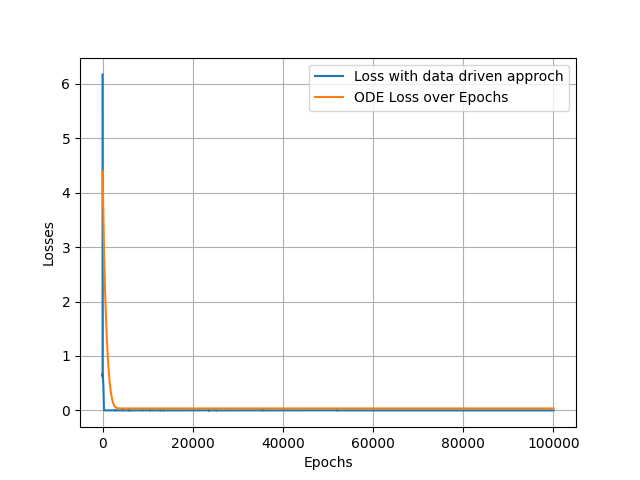 Loss with data driven approch
ODE Loss over Epochs
6
5
4
3
2
1
0
Losses
0 20000 40000 60000 80000 100000
Epochs